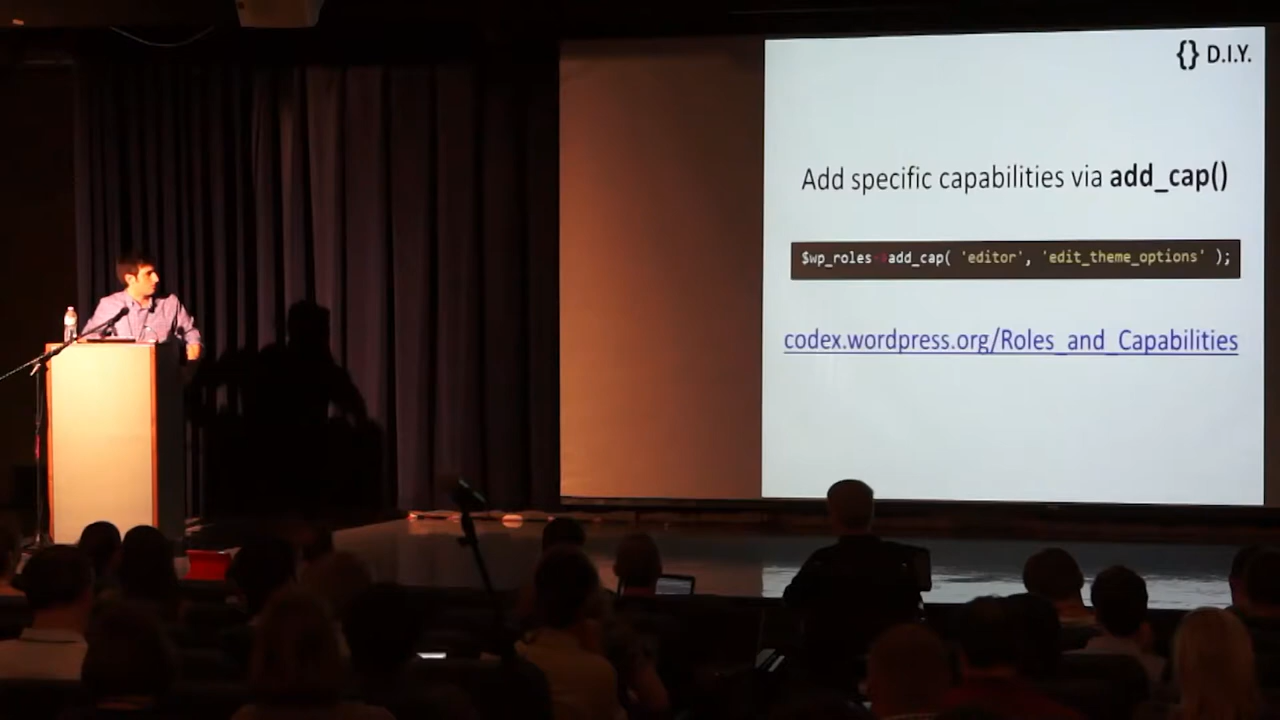 {} D.I.Y.
Add specific capabilities via add_cap()
$wp_roles->add_cap( 'editor', 'edit_theme_options' );
codex.wordpress.org/Roles_and_Capabilities